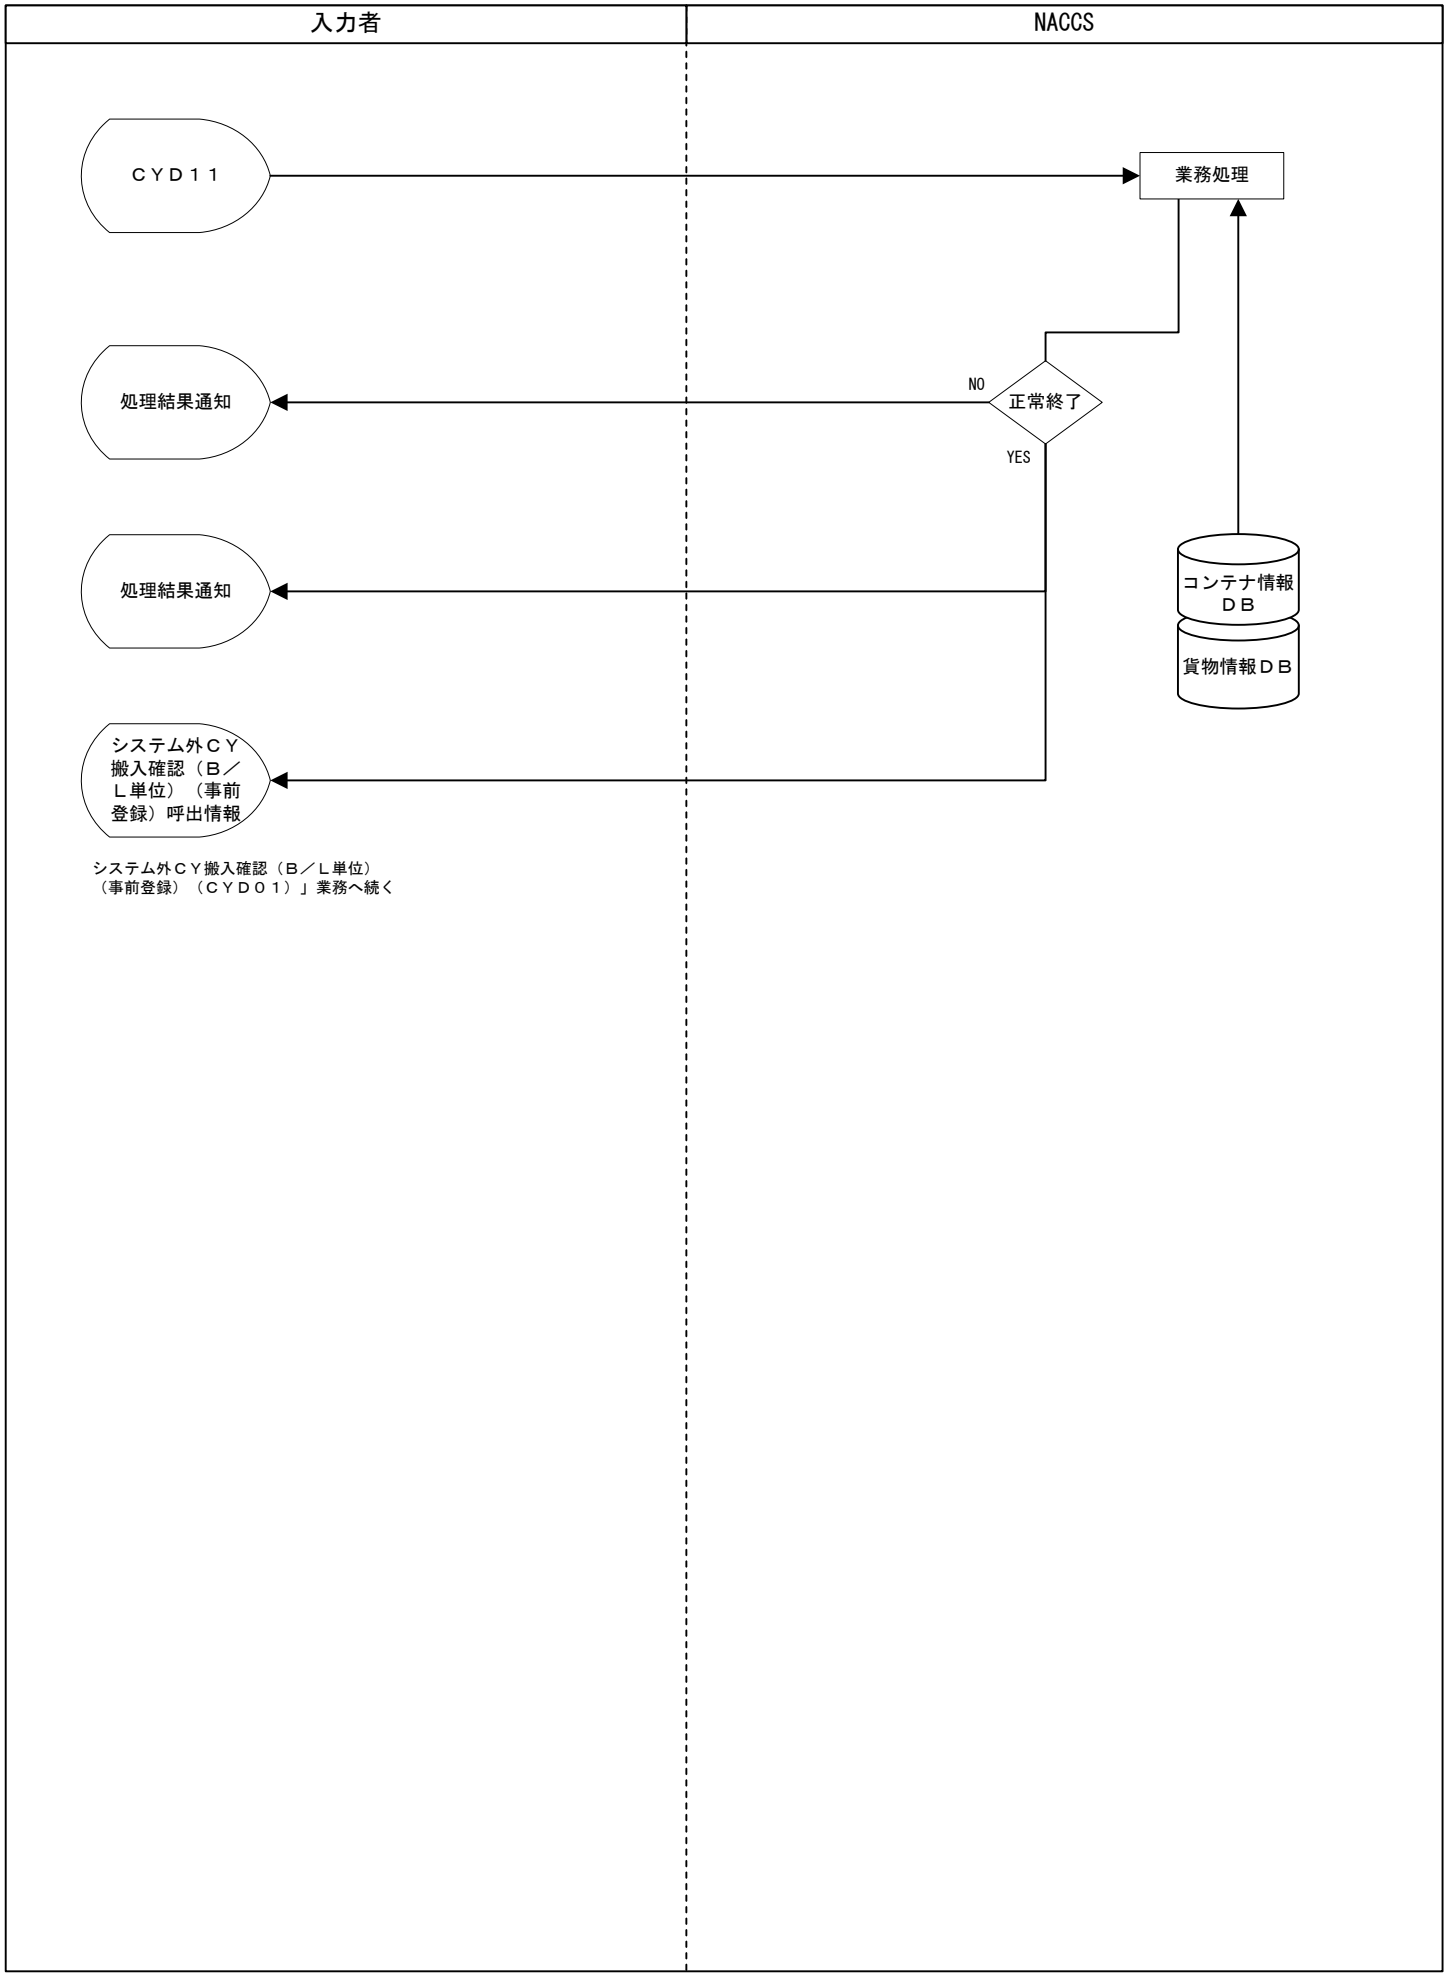 入力者
NACCS
ＣＹＤ１１
業務処理
処理結果通知
NO
正常終了
YES
処理結果通知
コンテナ情報
ＤＢ
貨物情報ＤＢ
システム外ＣＹ
搬入確認（Ｂ／
Ｌ単位）（事前
登録）呼出情報
システム外ＣＹ搬入確認（Ｂ／Ｌ単位）
（事前登録）（ＣＹＤ０１）」業務へ続く